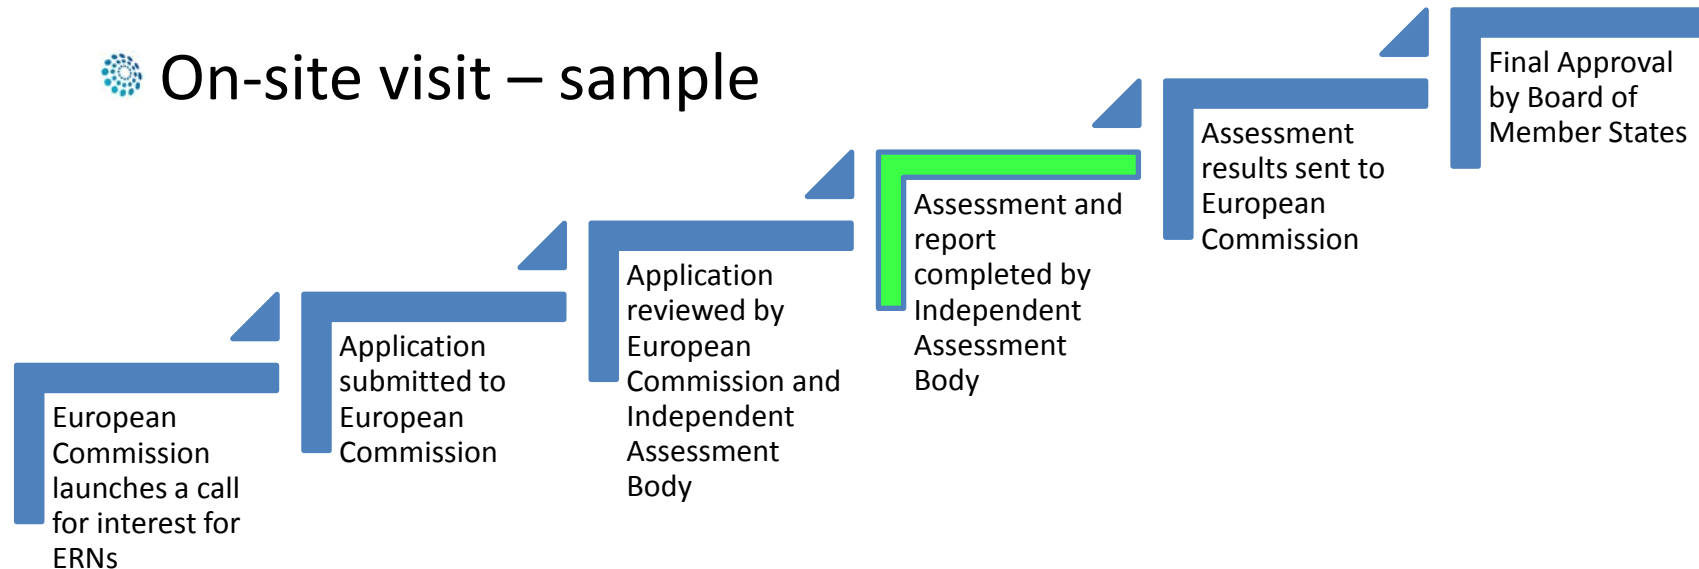 On-site visit – sample
European
Commission
launches a call
for interest for
ERNs
Application
submitted to
European
Commission
Application
reviewed by
European
Commission and
Independent
Assessment
Body
Assessment and
report
completed by
Independent
Assessment
Body
Assessment
results sent to
European
Commission
Final Approval
by Board of
Member States